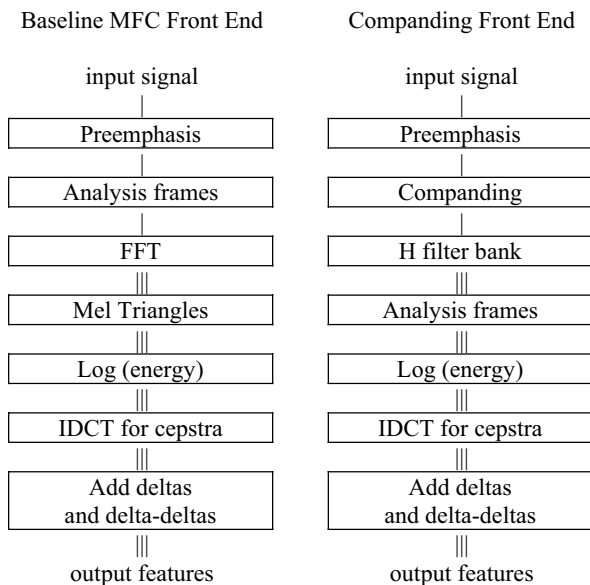 Baseline MFC Front End
input signal
Preemphasis
Analysis frames
FFT
Mel Triangles
Log (energy)
IDCT for cepstra
Add deltas
and delta-deltas
output features
Companding Front End
input signal
Preemphasis
Companding
H filter bank
Analysis frames
Log (energy)
IDCT for cepstra
Add deltas
and delta-deltas
output features